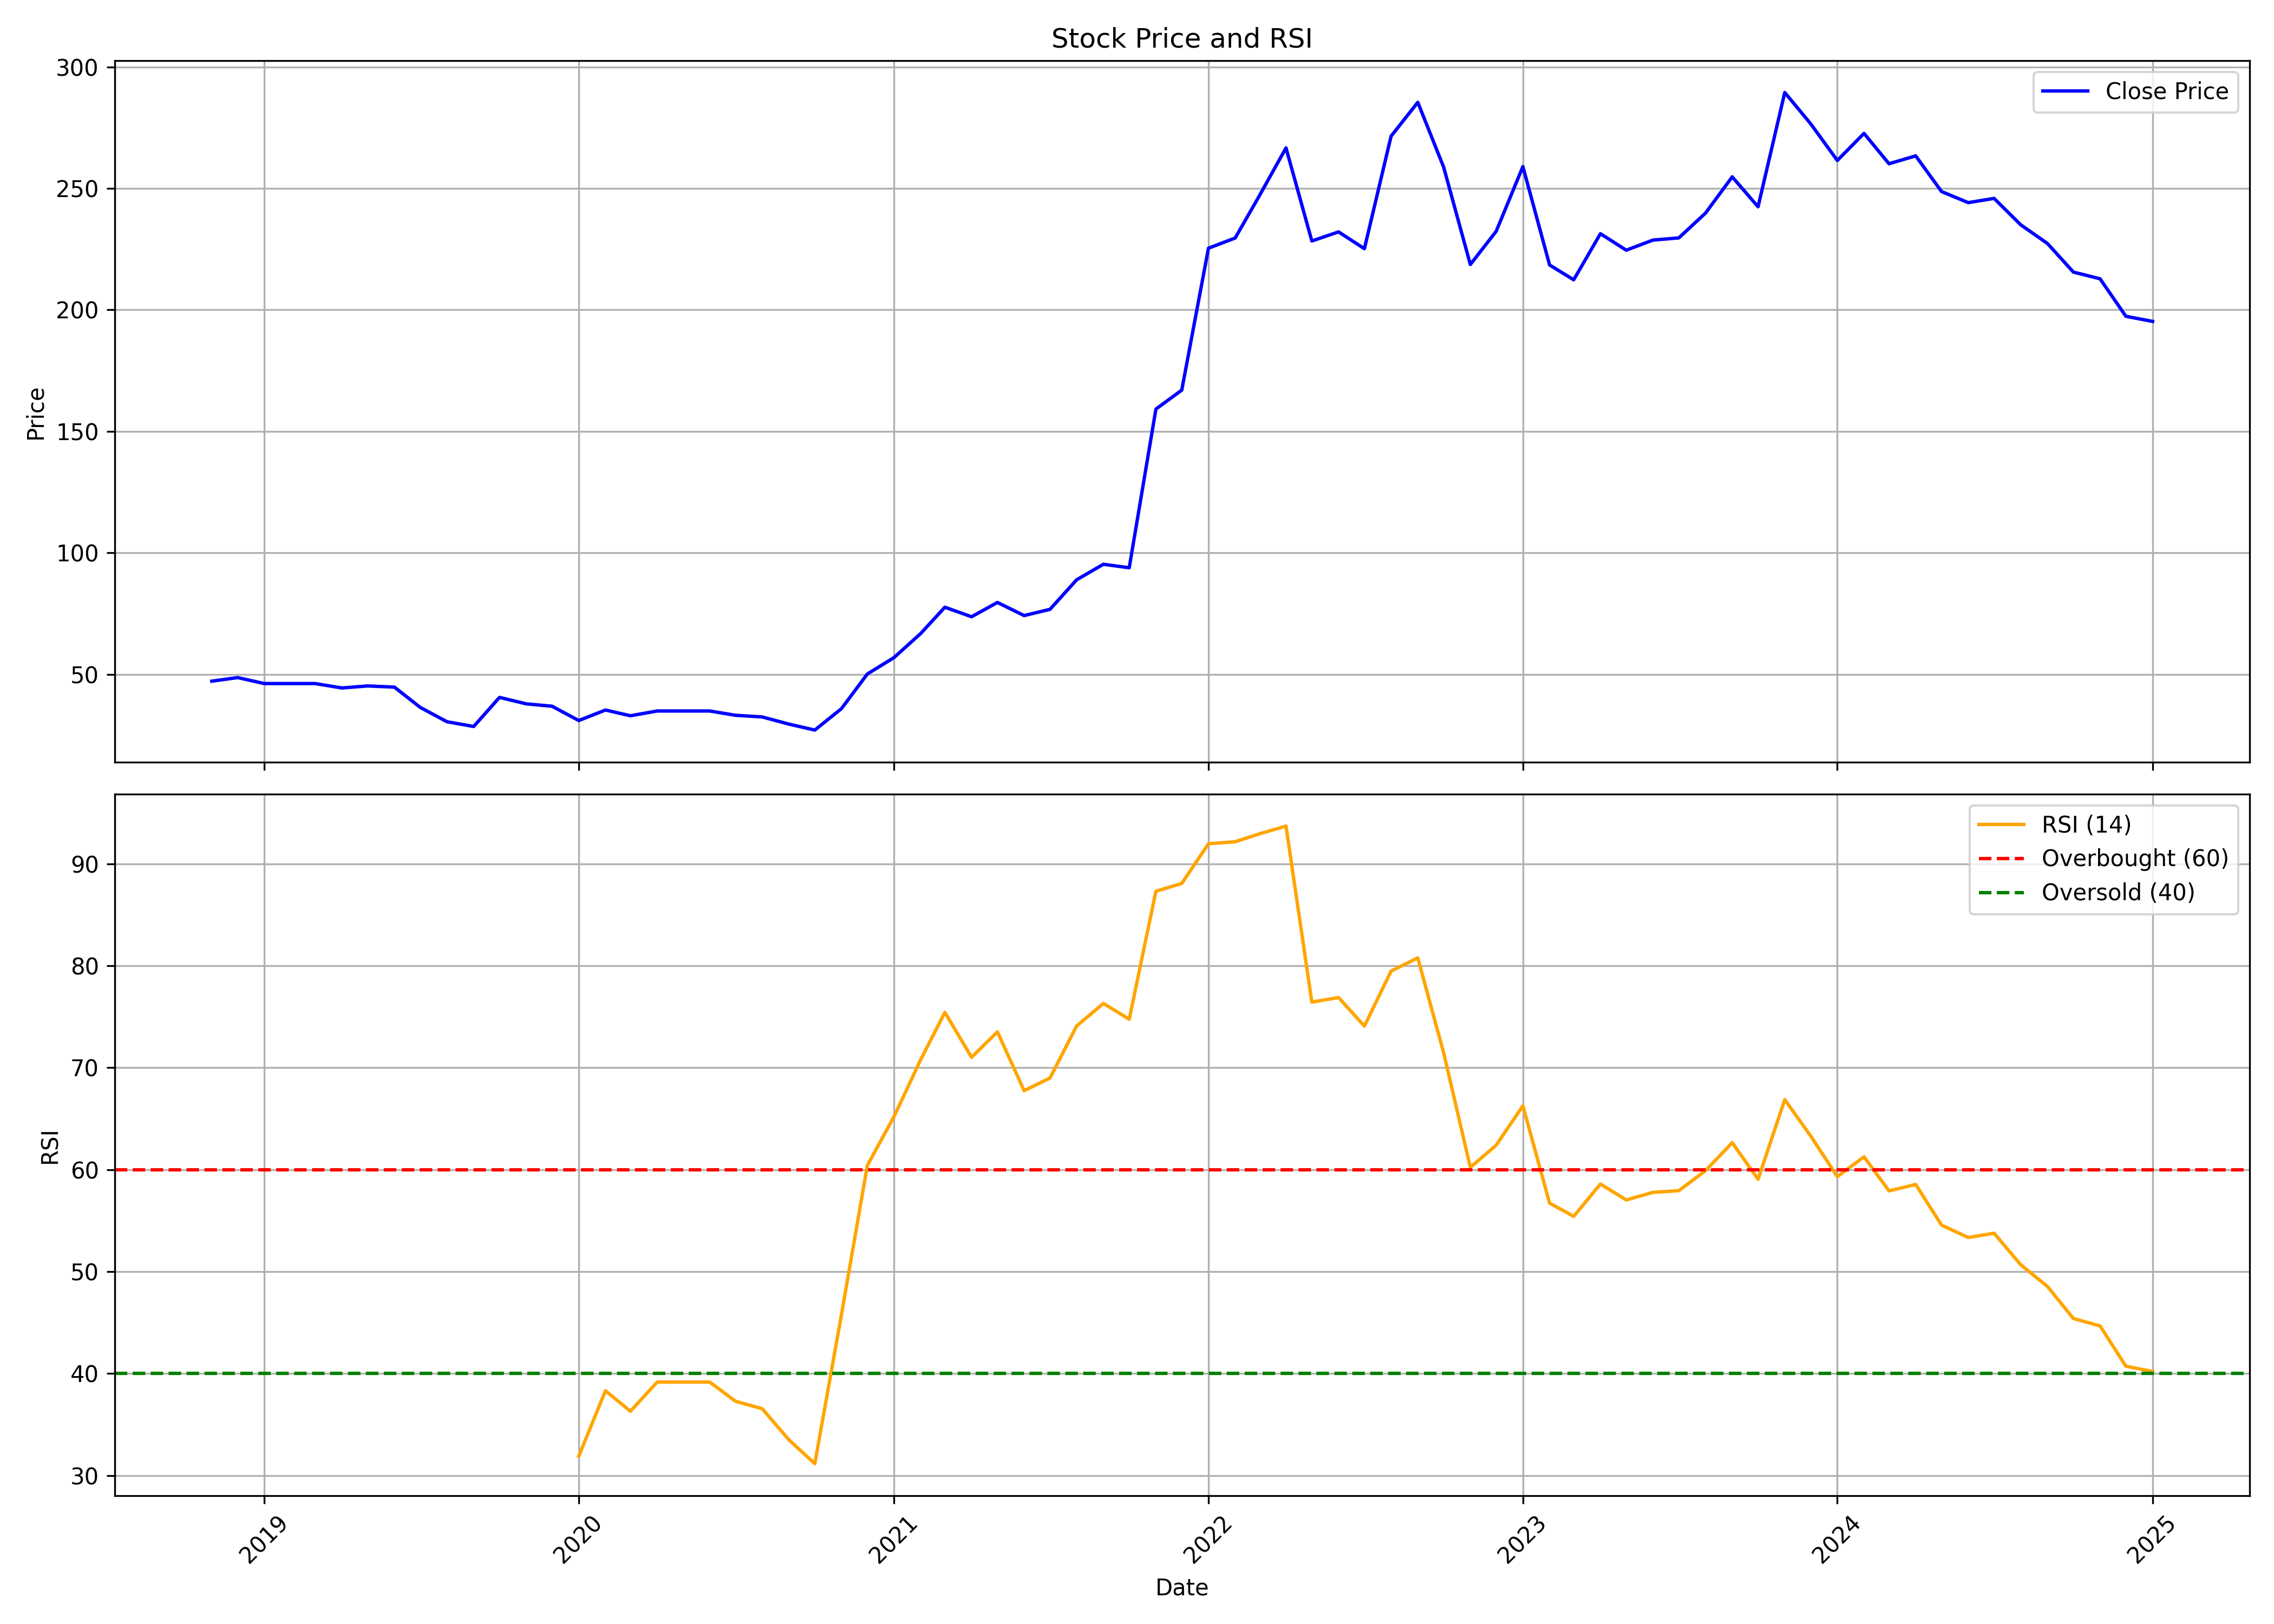 Stock Price and RSI
Close Price
300
250
200
150
100
50
Price
RSI (14)
Overbought (60)
Oversold (40)
90
80
70
60
50
40
30
RSI
2019
2020
2021
2022
2023
2024
2025
Date